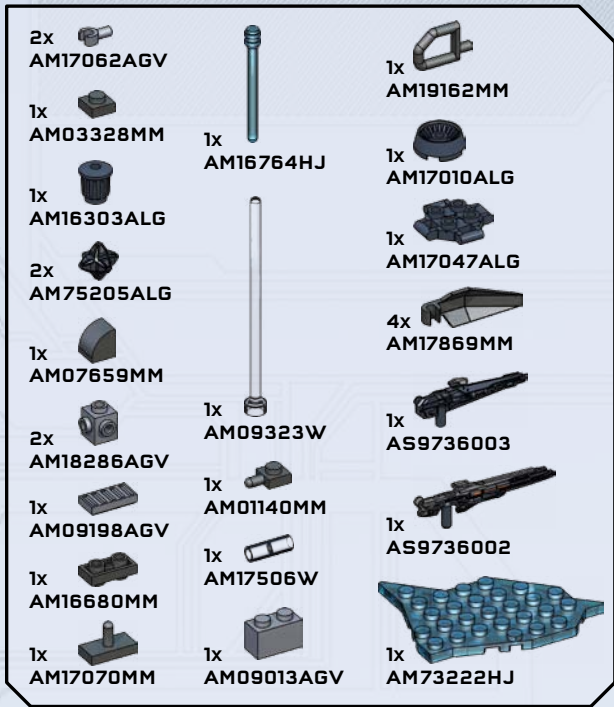 2x
AM17062AGV
1x
AM03328MM
1x
AM16303ALG
2x
AM75205ALG
1x
AM07659MM
2x
AM18286AGV
1x
AM09198AGV
1x
AM16680MM
1x
AM17070MM
1x
AM16764HJ
1x
AM09323W
1x
AM01140MM
1x
AM17506W
1x
AM09013AGV
1x
AM19162MM
1x
AM17010ALG
1x
AM17047ALG
4x
AM17869MM
1x
AS9736003
1x
AS9736002
1x
AM73222HJ